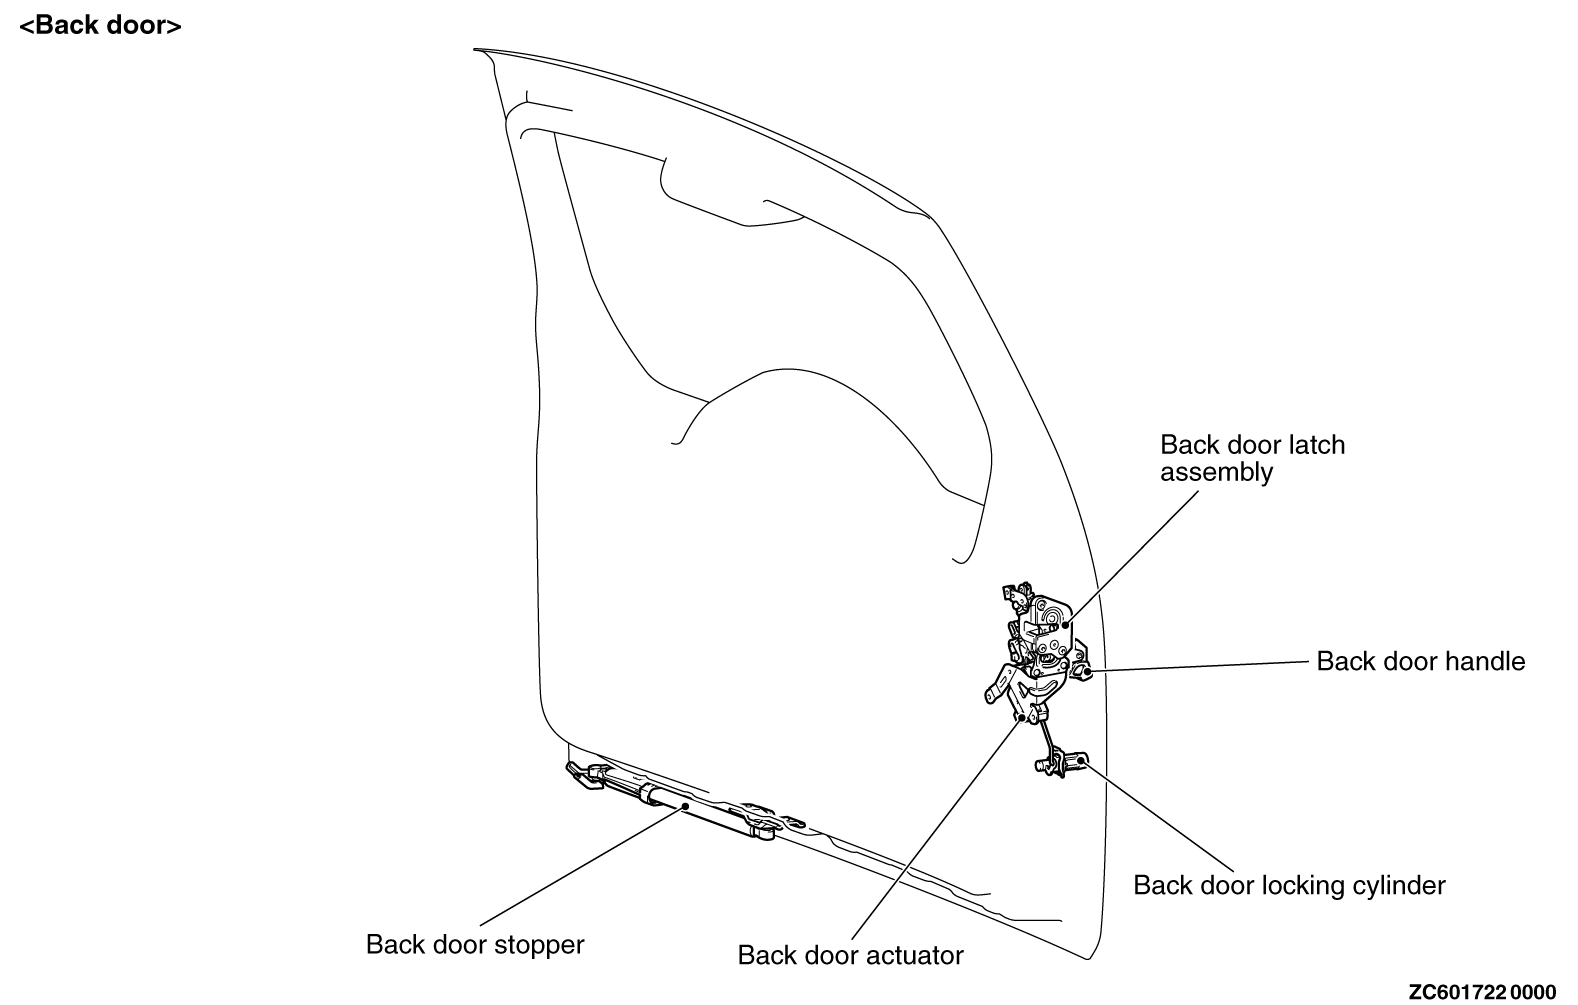 <Back door>
Back door latch
assembly
Back door handle
Back door locking cylinder
Back door stopper
Back door actuator
ZC601722 0000